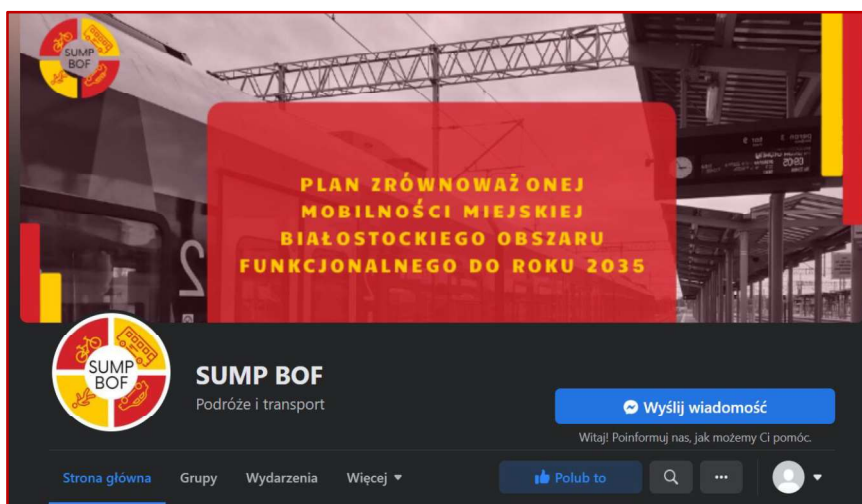 SUMP
BOF
PLAN ZRÓWNOWAŻONEJ
MOBILNOŚCI MIEJSKIEJ
BIAŁOSTOCKIEGO OBSZARU
FUNKCJONALNEGO DO ROKU 2035
2
SUMP
BOF
SUMP BOF
Podróże i transport
Wyślij wiadomość
Witaj! Poinformuj nas, jak możemy Ci pomóc.
Strona główna Grupy Wydarzenia Więcej Polub to ...